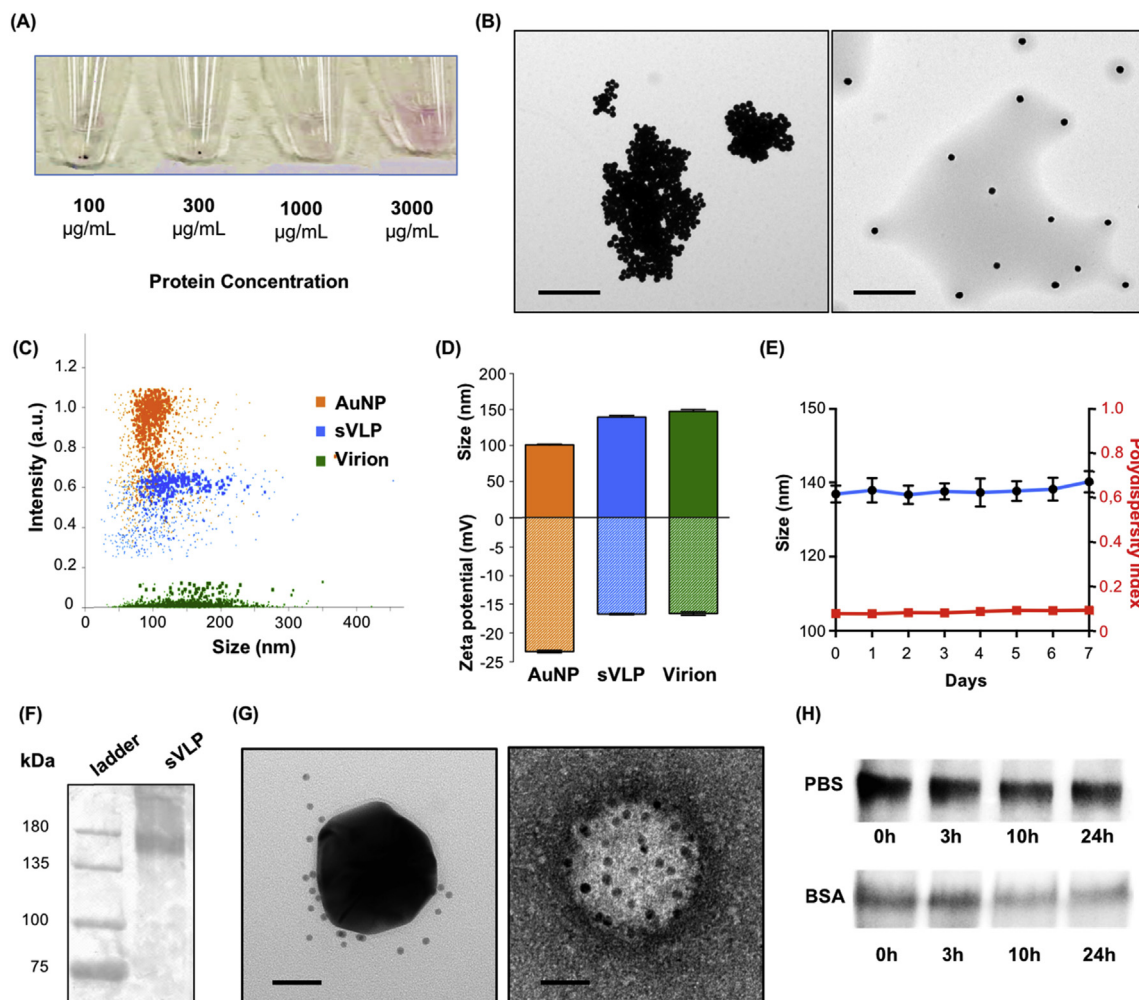 (A)
100 300 1000 3000
µg/mL µg/mL µg/mL µg/mL
Protein Concentration
(B)
(C)
1.2
1.0
0.8
0.6
0.4
0.2
0
0 100 200 300 400
Intensity (a.u.)
Size (nm)
AuNP
sVLP
Virion
(D)
200
150
100
50
0
-5
-10
-15
-20
-25
Size (nm)
Zeta potential (mV)
AuNP sVLP Virion
(E)
150
140
130
120
100
Size (nm)
1.0
0.8
0.6
0.4
0.2
0
Polydispersity Index
0 1 2 3 4 5 6 7
Days
(F)
kDa ladder sVLP
180
135
100
75
(G)
(H)
PBS
0h 3h 10h 24h
BSA
0h 3h 10h 24h